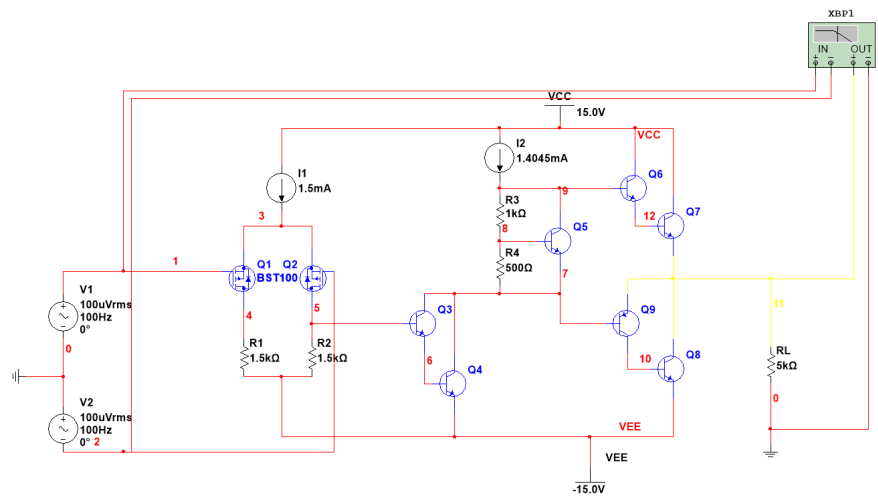 XBP1
IN OUT
VCC
15.0V
VCC
I2
1.4045mA
I1
1.5mA
Q6
9
R3
1kΩ
12
Q7
3
8
Q5
R4
500Ω
1
Q1 Q2
BST100
7
V1
100uVrms
100Hz
0°
4
5
Q3
Q9
11
R1
1.5kΩ
R2
1.5kΩ
0
6
Q4
10
Q8
RL
5kΩ
0
V2
100uVrms
100Hz
0° 2
VEE
VEE
-15.0V